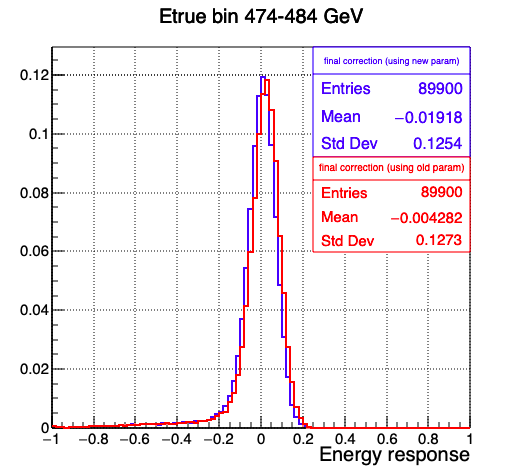 Etrue bin 474-484 GeV
final correction (using new param)
Entries 89900
Mean −0.01918
Std Dev 0.1254
final correction (using old param)
Entries 89900
Mean −0.004282
Std Dev 0.1273
0.12
0.1
0.08
0.06
0.04
0.02
0
−1 −0.8 −0.6 −0.4 −0.2 0 0.2 0.4 0.6 0.8 1
Energy response